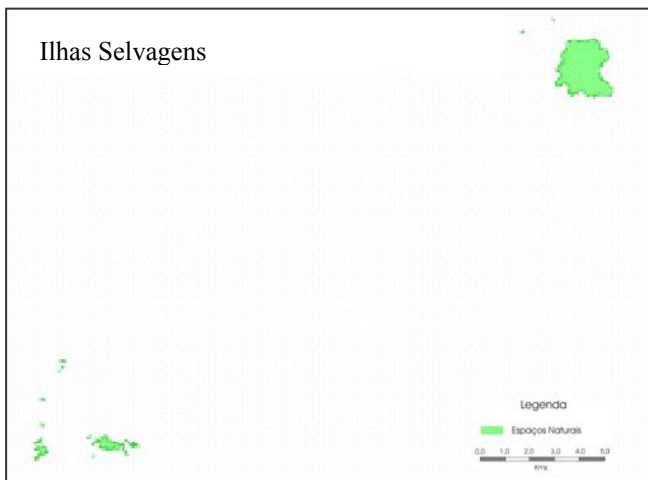 Ilhas Selvagens
Legenda
Espaços Naturais
0,0 1,0 2,0 3,0 4,0 5,0
Kms